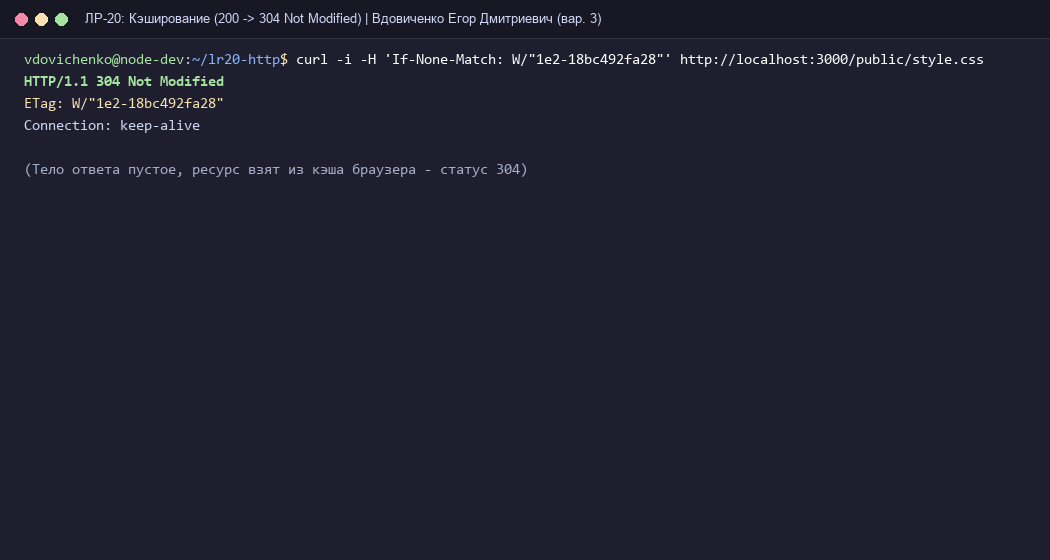 ЛР-20: Кэширование (200 -> 304 Not Modified) | Вдовиченко Егор Дмитриевич (вар. 3)
vdovichenko@node-dev:~/lr20-http$ curl -i -H 'If-None-Match: W/"1e2-18bc492fa28"' http://localhost:3000/public/style.css
HTTP/1.1 304 Not Modified
ETag: W/"1e2-18bc492fa28"
Connection: keep-alive
(Тело ответа пустое, ресурс взят из кэша браузера - статус 304)